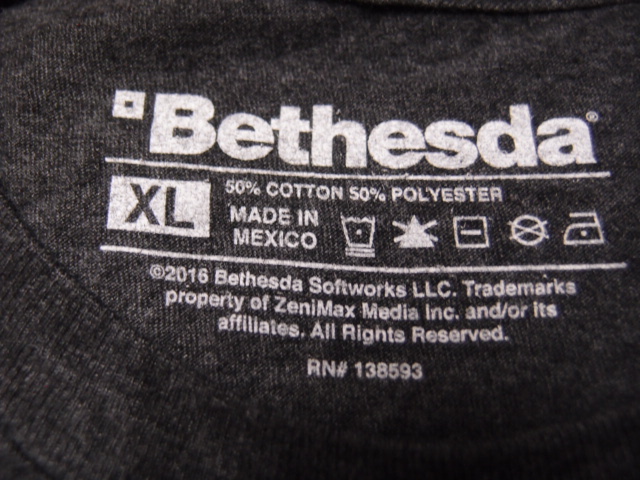 Bethesda®
XL
50% COTTON 50% POLYESTER
MADE IN
MEXICO
©2016 Bethesda Softworks LLC. Trademarks
property of ZeniMax Media Inc. and/or its
affiliates. All Rights Reserved.
RN# 138593